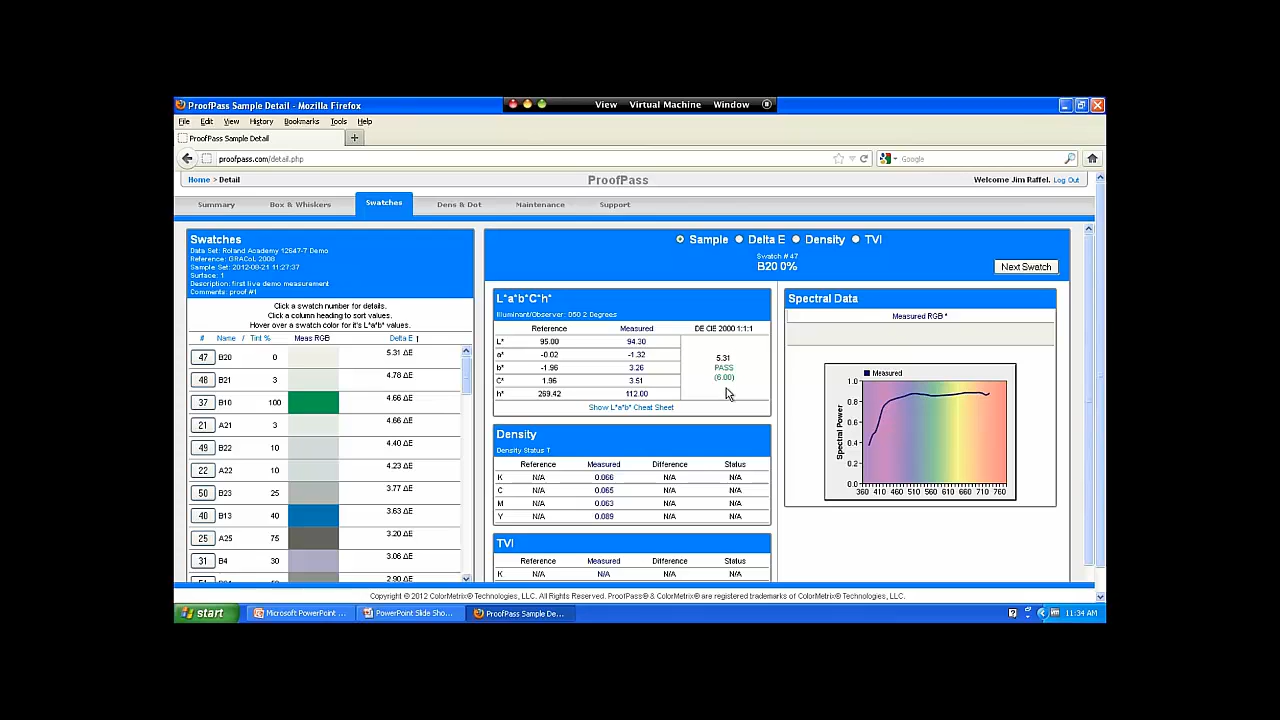 ProofPass Sample Detail - Mozilla Firefox
View Virtual Machine Window
File Edit View History Bookmarks Tools Help
ProofPass Sample Detail +
proofpass.com/detail.php
Google
Home > Detail
ProofPass
Welcome Jim Raffel. Log Out
Summary Box & Whiskers Swatches Dens & Dot Maintenance Support
Swatches
Data Set: Roland Academy 12647-7 Demo
Reference: GRACoL 2008
Sample Set: 2012-08-21 11:27:37
Surface: 1
Description: first live demo measurement
Comments: proof #1
Click a swatch number for details.
Click a column heading to sort values.
Hover over a swatch color for it's L*a*b* values.
# Name / Tint % Meas RGB Delta E ↑
47 B20 0 5.31 ΔE
48 B21 3 4.78 ΔE
37 B10 100 4.66 ΔE
21 A21 3 4.66 ΔE
49 B22 10 4.40 ΔE
22 A22 10 4.23 ΔE
50 B23 25 3.77 ΔE
40 B13 40 3.63 ΔE
25 A25 75 3.20 ΔE
31 B4 30 3.06 ΔE
2.90 ΔE
Sample Delta E Density TVI
Swatch # 47
B20 0%
Next Swatch
L*a*b*C*h*
Illuminant/Observer: D50 2 Degrees
Reference Measured DE CIE 2000 1:1:1
L* 95.00 94.30
a* -0.02 -1.32
b* -1.96 3.26
C* 1.96 3.51
h* 269.42 112.00
5.31
PASS
(6.00)
Show L*a*b* Cheat Sheet
Density
Density Status T
Reference Measured Difference Status
K N/A 0.066 N/A N/A
C N/A 0.065 N/A N/A
M N/A 0.063 N/A N/A
Y N/A 0.089 N/A N/A
TVI
Reference Measured Difference Status
K N/A N/A N/A N/A
Spectral Data
Measured RGB *
Measured
Spectral Power
1.0
0.8
0.6
0.4
0.2
0.0
360 410 460 510 560 610 660 710 760
Copyright © 2012 ColorMetrix® Technologies, LLC. All Rights Reserved. ProofPass® & ColorMetrix® are registered trademarks of ColorMetrix® Technologies, LLC.
start Microsoft PowerPoint ... PowerPoint Slide Sho... ProofPass Sample De... 11:34 AM